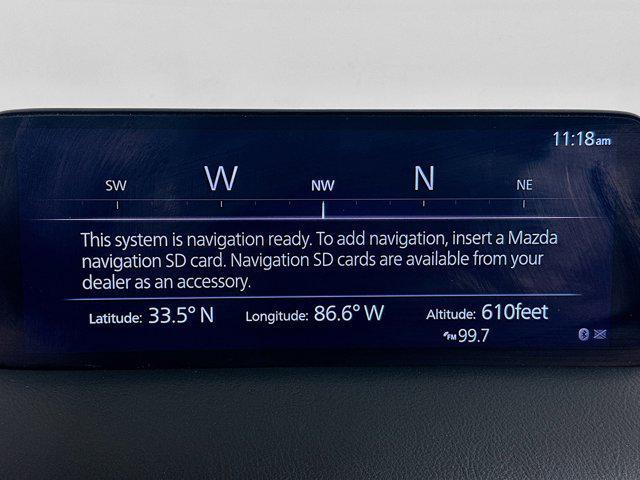 11:18am
SW W NW N NE
This system is navigation ready. To add navigation, insert a Mazda
navigation SD card. Navigation SD cards are available from your
dealer as an accessory.
Latitude: 33.5° N Longitude: 86.6° W Altitude: 610feet
FM 99.7